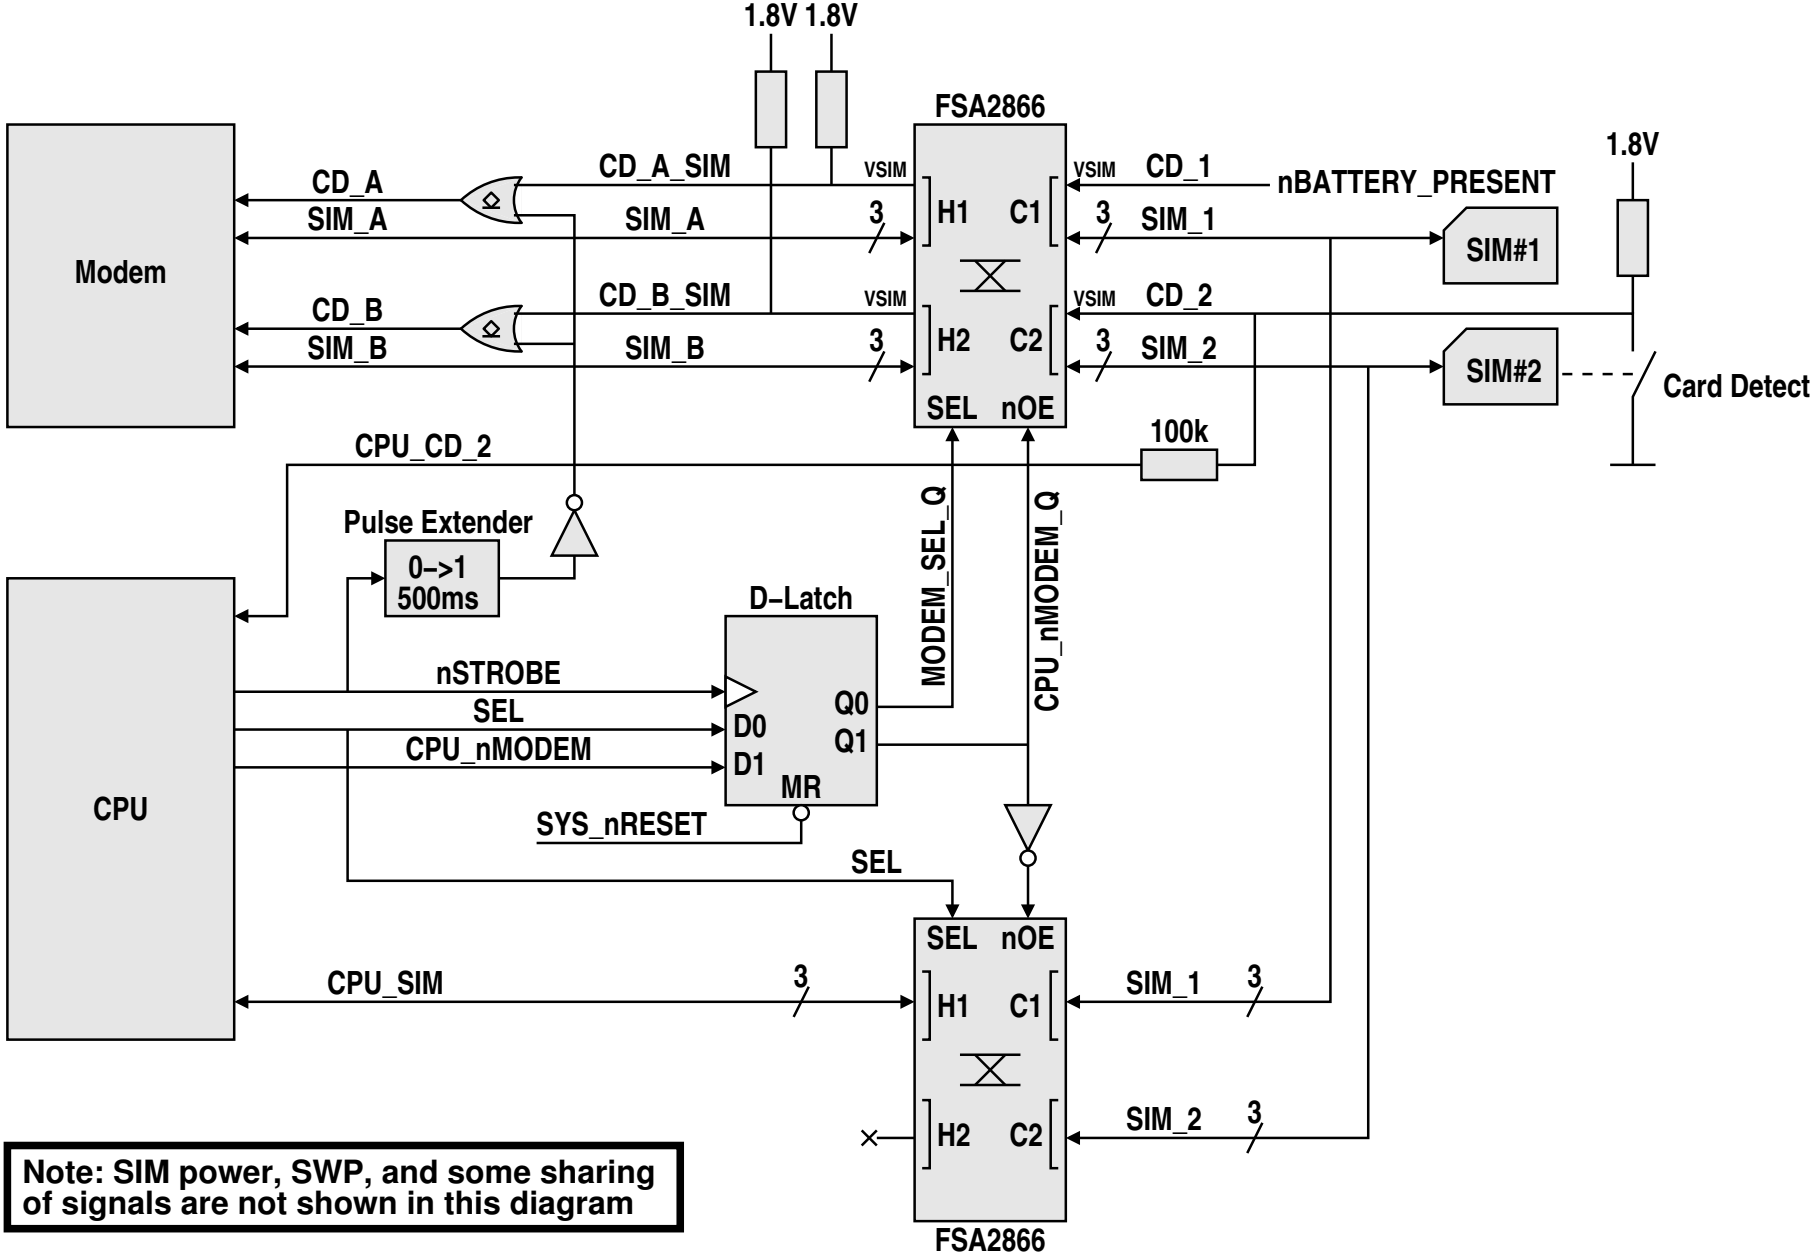 1.8V 1.8V
FSA2866
1.8V
CD_A_SIM
VSIM
VSIM
CD_1
nBATTERY_PRESENT
CD_A
SIM_A
SIM_A
3
H1
C1
3
SIM_1
SIM#1
Modem
CD_B_SIM
VSIM
VSIM
CD_2
CD_B
SIM_B
SIM_B
3
H2
C2
3
SIM_2
SIM#2
Card Detect
SEL nOE
CPU_CD_2
100k
Pulse Extender
0->1
500ms
MODEM_SEL_Q
CPU_nMODEM_Q
D-Latch
nSTROBE
SEL
CPU_nMODEM
D0
D1
Q0
Q1
MR
CPU
SYS_nRESET
SEL
SEL nOE
CPU_SIM
3
H1
C1
SIM_1
3
H2
C2
SIM_2
3
FSA2866
Note: SIM power, SWP, and some sharing
of signals are not shown in this diagram